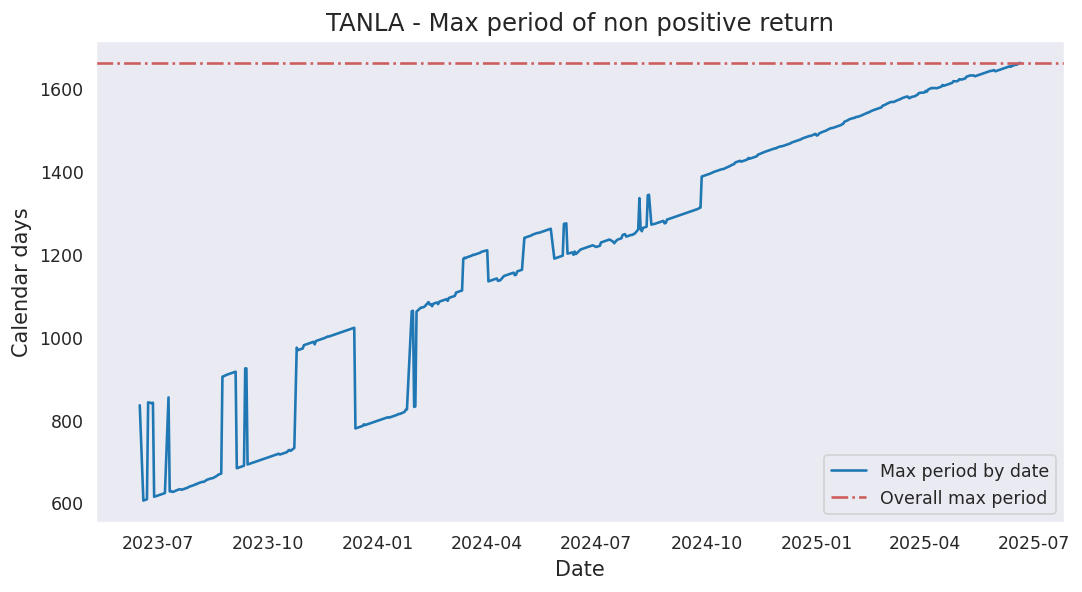 TANLA - Max period of non positive return
Calendar days
1600
1400
1200
1000
800
600
2023-07 2023-10 2024-01 2024-04 2024-07 2024-10 2025-01 2025-04 2025-07
Date
Max period by date
Overall max period